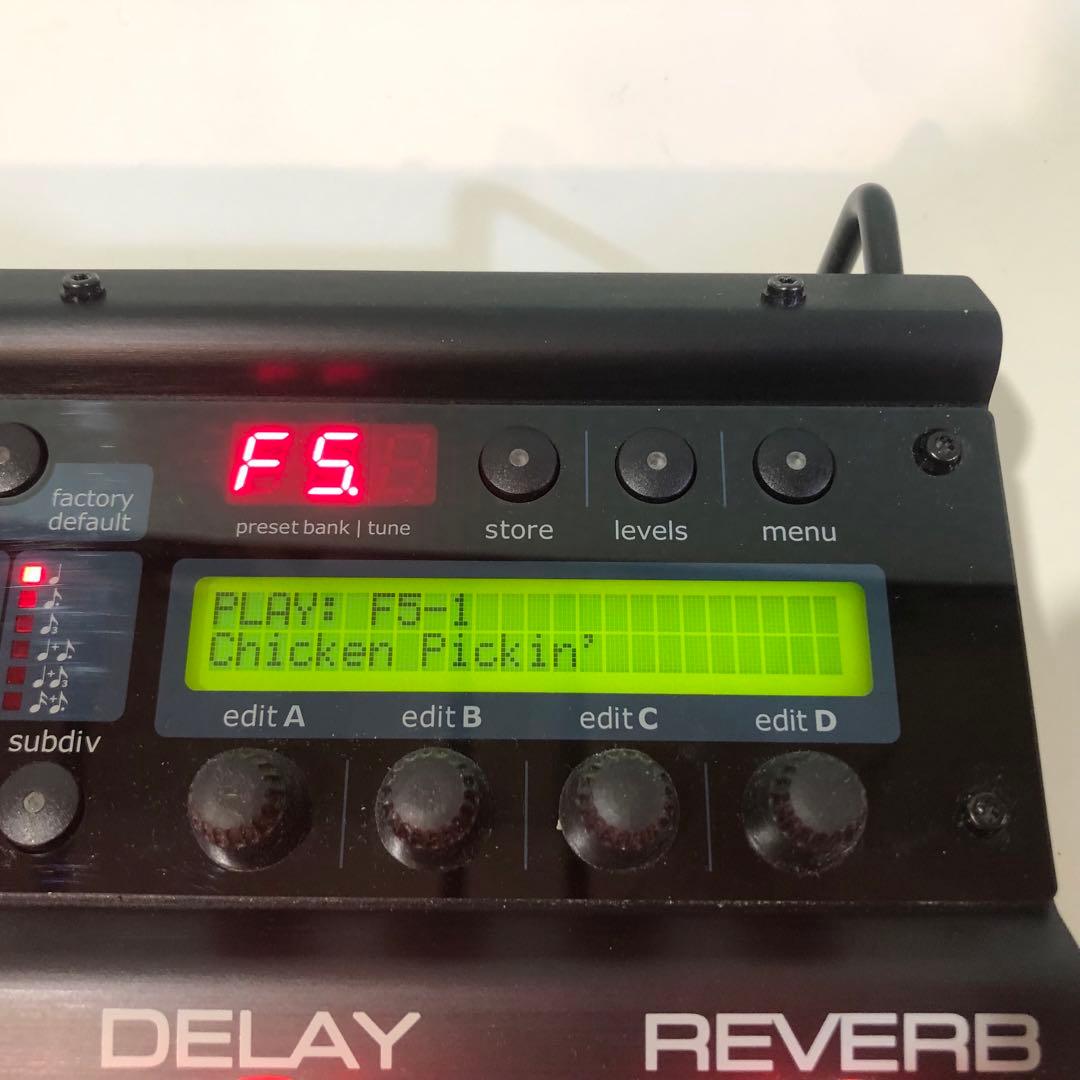 F5.
factory
default
preset bank | tune
store
levels
menu
PLAY: F5-1
Chicken Pickin'
edit A
edit B
edit C
edit D
subdiv
DELAY
REVERB